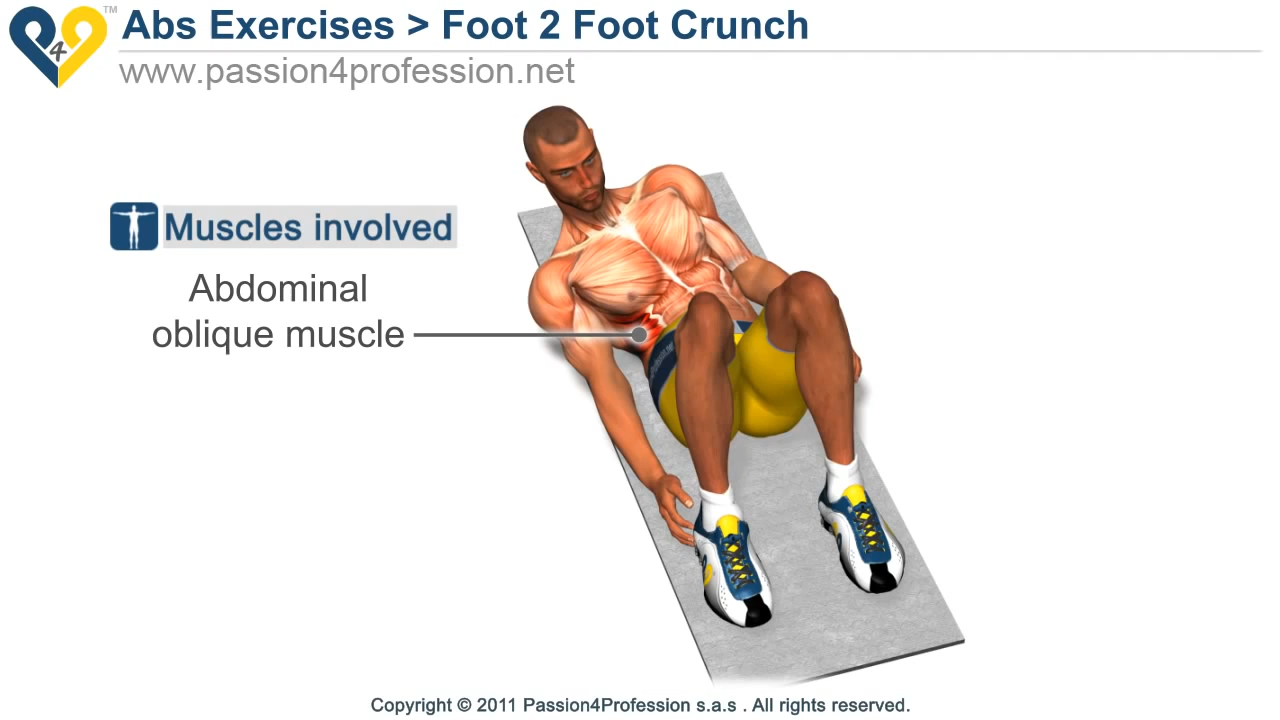 P4P™
Abs Exercises > Foot 2 Foot Crunch
www.passion4profession.net
Muscles involved
Abdominal
oblique muscle
Copyright © 2011 Passion4Profession s.a.s . All rights reserved.